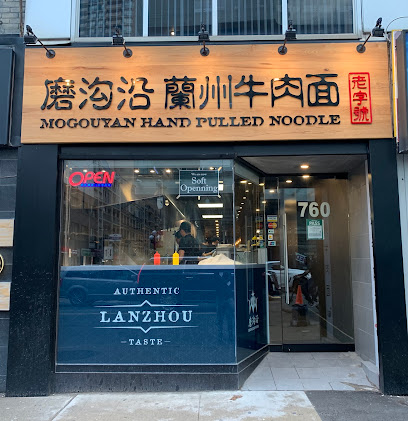 磨沟沿 蘭州牛肉面
老字號
MOGOUYAN HAND PULLED NOODLE
OPEN
Soft
Openning
760
PASS
AUTHENTIC
LANZHOU
-TASTE-